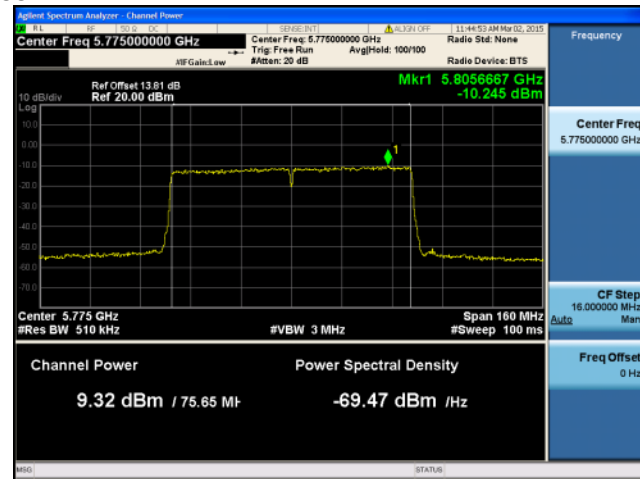 Agilent Spectrum Analyzer - Channel Power
RL RF 50 Ω DC SENSE:INT ALIGN OFF 11:44:53 AM Mar 02, 2015
Center Freq 5.775000000 GHz Center Freq: 5.775000000 GHz Radio Std: None Frequency
Trig: Free Run Avg|Hold: 100/100
#IFGain:Low #Atten: 20 dB Radio Device: BTS
Ref Offset 13.81 dB Mkr1 5.8056667 GHz
10 dB/div Ref 20.00 dBm -10.245 dBm
Log
10.0
0.00
-10.0
-20.0
-30.0
-40.0
-50.0
-60.0
-70.0
1
Center Freq
5.775000000 GHz
Center 5.775 GHz Span 160 MHz
#Res BW 510 kHz #VBW 3 MHz #Sweep 100 ms
CF Step
16.000000 MHz
Auto Man
Freq Offset
0 Hz
Channel Power Power Spectral Density
9.32 dBm / 75.65 MH -69.47 dBm /Hz
MSG STATUS